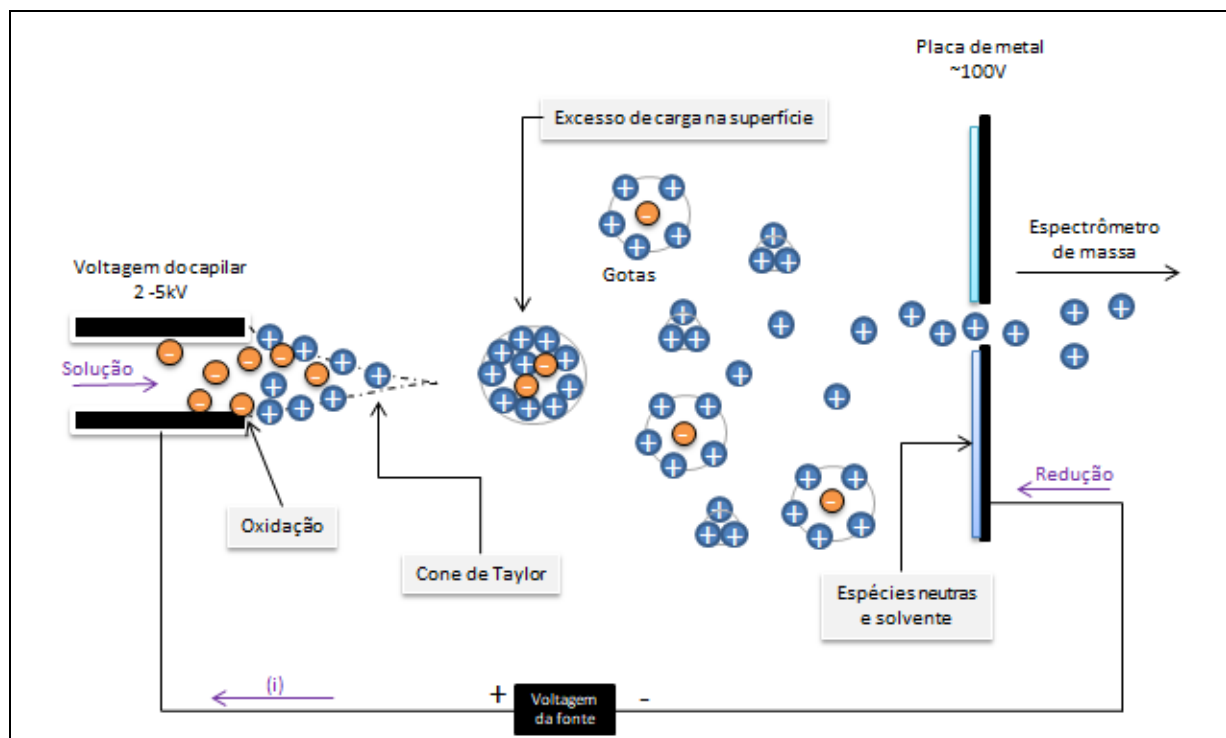 Placa de metal
~100V
Excesso de carga na superfície
Espectrômetro
de massa
Gotas
Voltagem do capilar
2 -5kV
Solução
Redução
Oxidação
Cone de Taylor
Espécies neutras
e solvente
(i)
+
Voltagem
da fonte
-